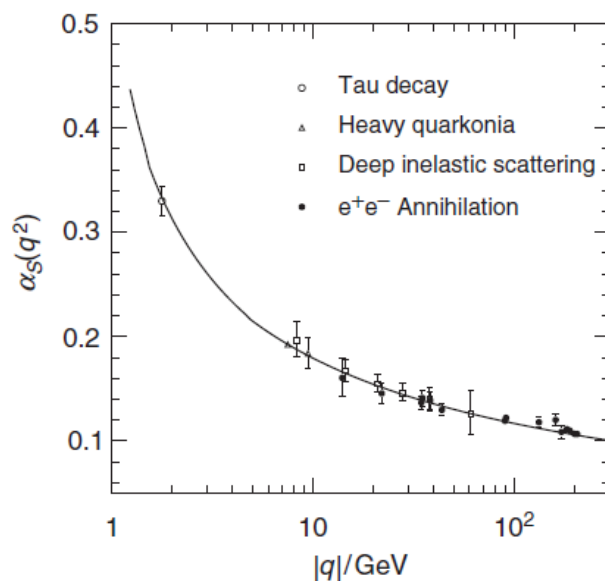 0.5
0.4
0.3
0.2
0.1
α_S(q²)
Tau decay
Heavy quarkonia
Deep inelastic scattering
e⁺e⁻ Annihilation
1 10 10²
|q|/GeV